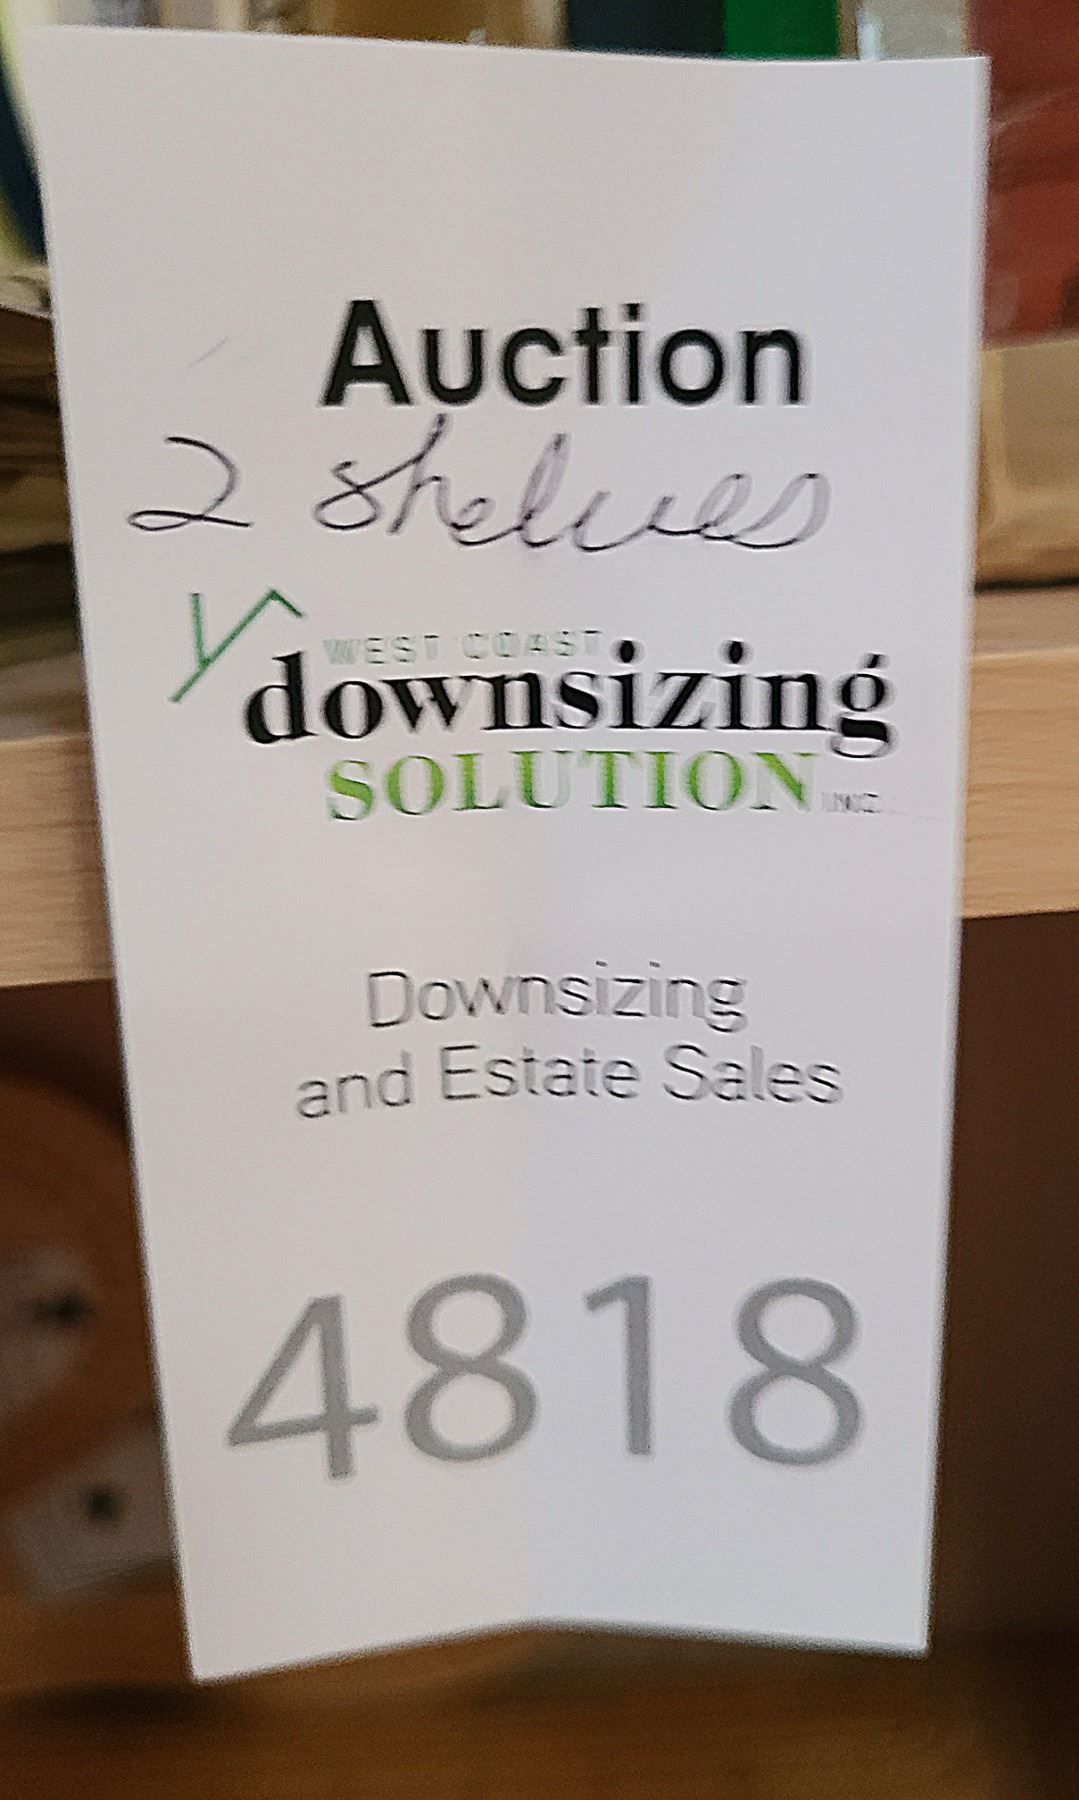 Auction
2 shelves
WEST COAST
downsizing
SOLUTION INC.
Downsizing
and Estate Sales
4818